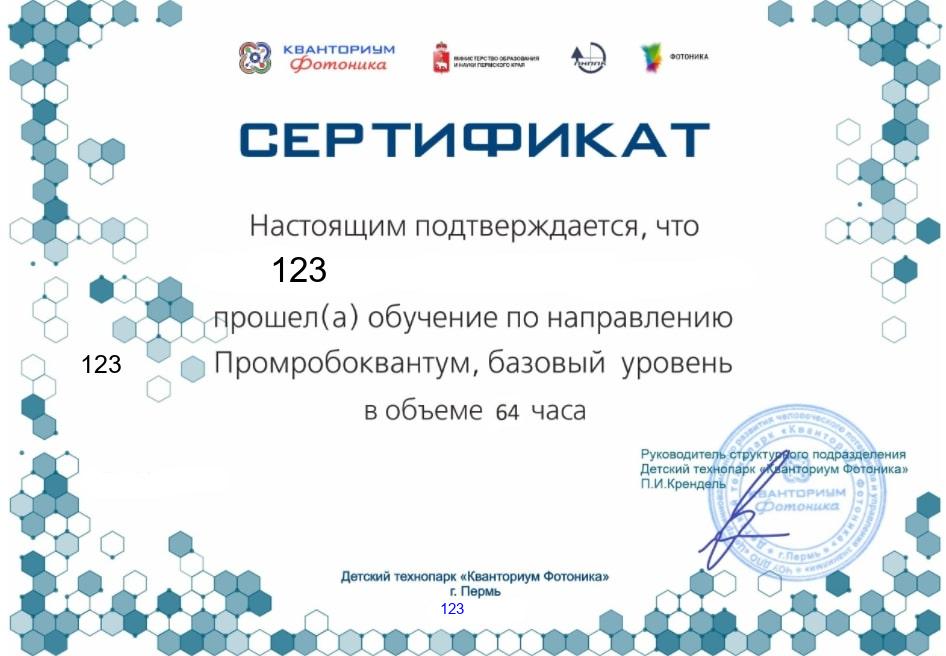 КВАНТОРИУМ
Фотоника
МИНИСТЕРСТВО ОБРАЗОВАНИЯ
И НАУКИ ПЕРМСКОГО КРАЯ
ПНППК
ФОТОНИКА
СЕРТИФИКАТ
Настоящим подтверждается, что
123
прошел(а) обучение по направлению
123
Промробоквантум, базовый уровень
в объеме 64 часа
Руководитель структурного подразделения
Детский технопарк «Кванториум Фотоника»
П.И.Крендель
КВАНТОРИУМ
Фотоника
г.Пермь
Детский технопарк «Кванториум Фотоника»
г. Пермь
123